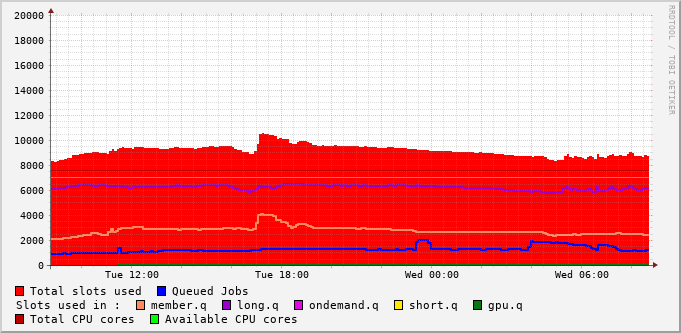 20000
18000
16000
14000
12000
10000
8000
6000
4000
2000
0
Tue 12:00 Tue 18:00 Wed 00:00 Wed 06:00
Total slots used Queued Jobs
Slots used in : member.q long.q ondemand.q short.q gpu.q
Total CPU cores Available CPU cores
RRDTOOL / TOBI OETIKER